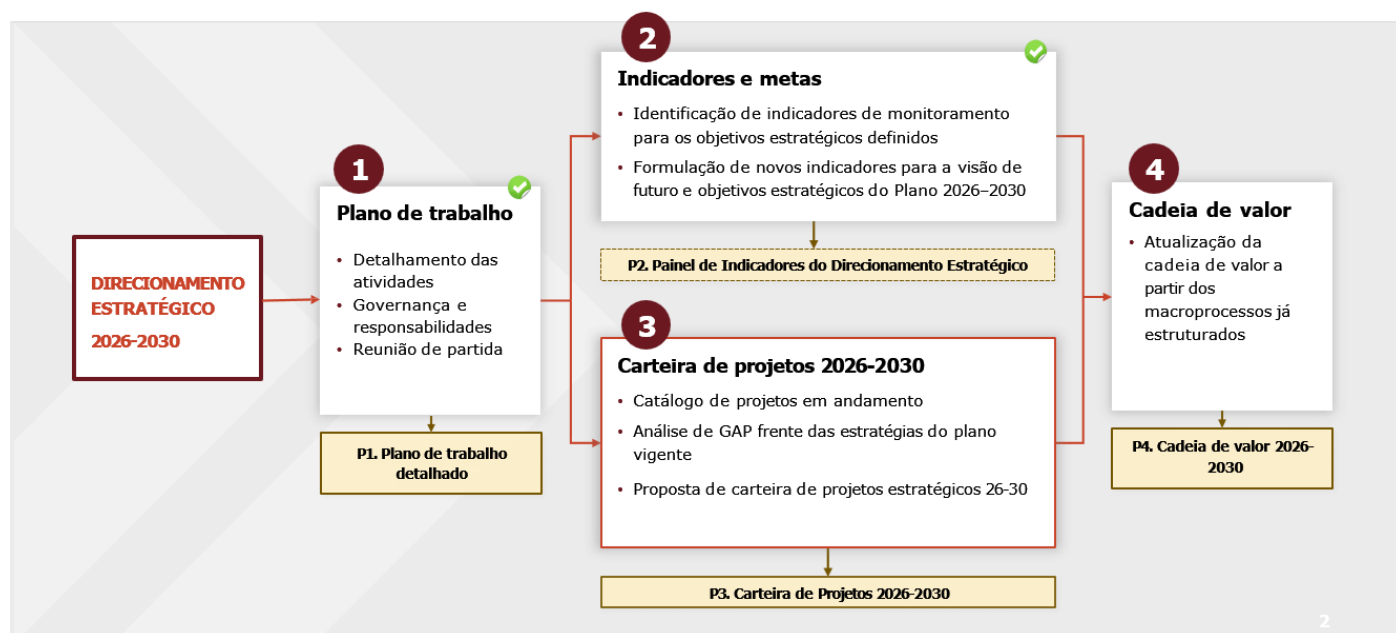 DIRECIONAMENTO
ESTRATÉGICO
2026-2030
1
Plano de trabalho
• Detalhamento das
atividades
• Governança e
responsabilidades
• Reunião de partida
P1. Plano de trabalho
detalhado
2
Indicadores e metas
• Identificação de indicadores de monitoramento
para os objetivos estratégicos definidos
• Formulação de novos indicadores para a visão de
futuro e objetivos estratégicos do Plano 2026–2030
P2. Painel de Indicadores do Direcionamento Estratégico
3
Carteira de projetos 2026-2030
• Catálogo de projetos em andamento
• Análise de GAP frente das estratégias do plano
vigente
• Proposta de carteira de projetos estratégicos 26-30
P3. Carteira de Projetos 2026-2030
4
Cadeia de valor
• Atualização da
cadeia de valor a
partir dos
macroprocessos já
estruturados
P4. Cadeia de valor 2026-
2030
2